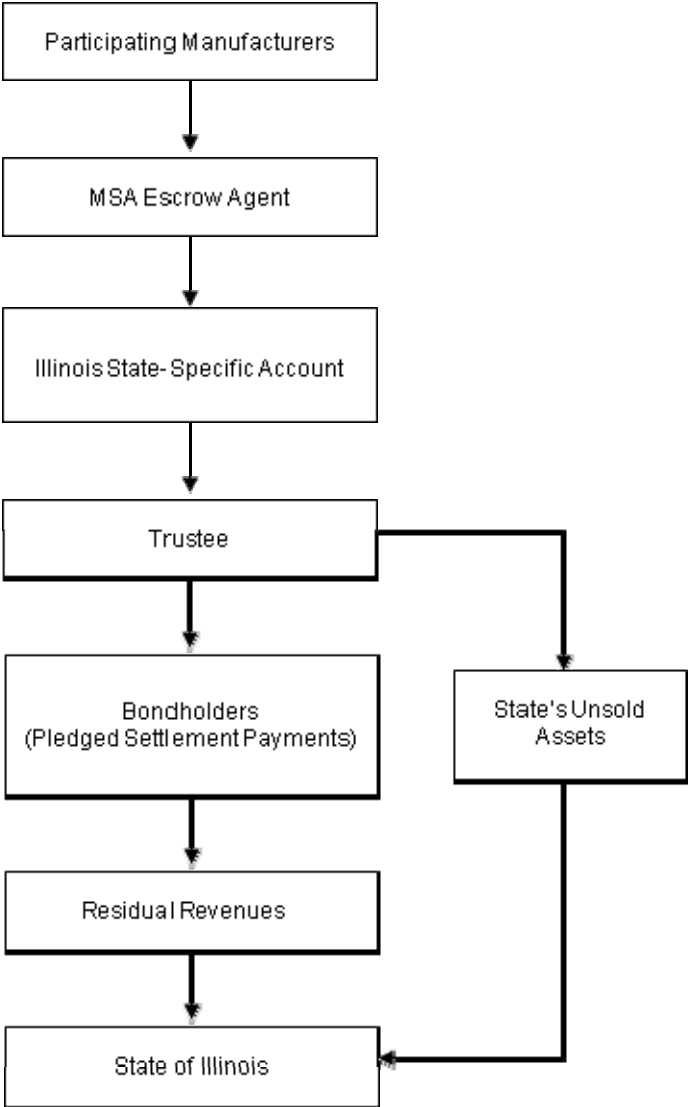 Participating Manufacturers
MSA Escrow Agent
Illinois State- Specific Account
Trustee
Bondholders
(Pledged Settlement Payments)
State's Unsold
Assets
Residual Revenues
State of Illinois